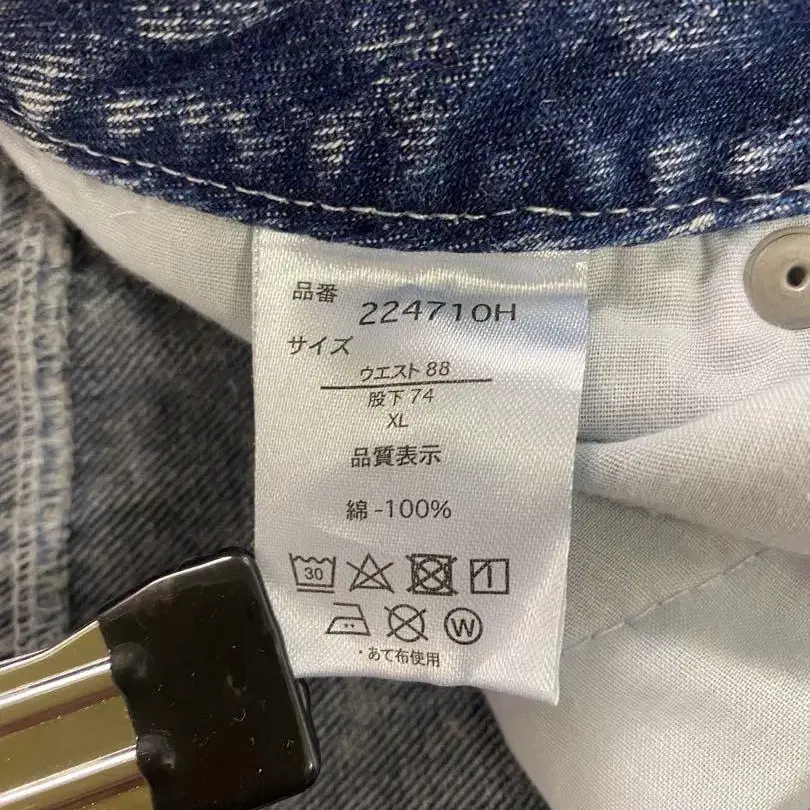 品番 224710H
サイズ
ウエスト 88
股下 74
XL
品質表示
綿 -100%
30
W
・あて布使用